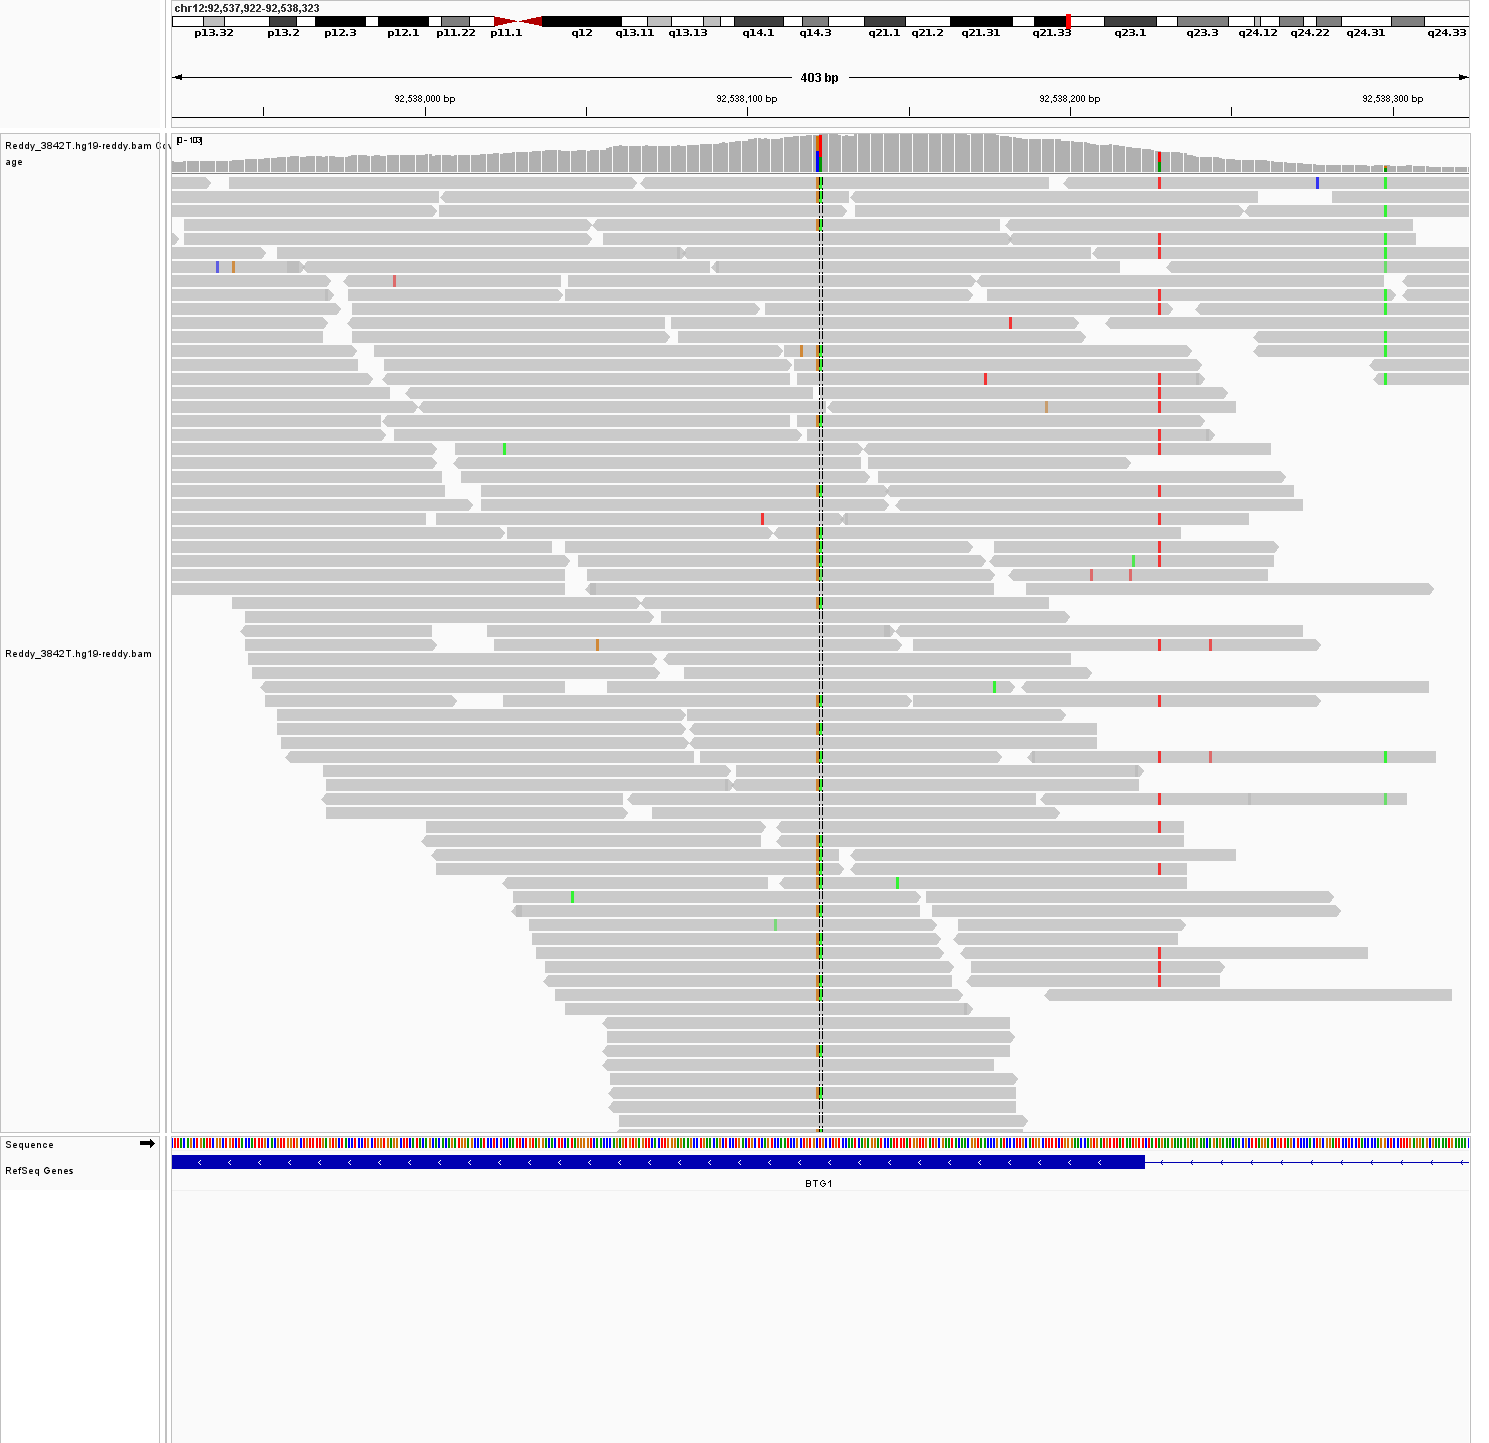 chr12:92,537,922-92,538,323
p13.32 p13.2 p12.3 p12.1 p11.22 p11.1 q12 q13.11 q13.13 q14.1 q14.3 q21.1 q21.2 q21.31 q21.33 q23.1 q23.3 q24.12 q24.22 q24.31 q24.33
403 bp
92,538,000 bp 92,538,100 bp 92,538,200 bp 92,538,300 bp
Reddy_3842T.hg19-reddy.bam Cov
age
[0 - 103]
Reddy_3842T.hg19-reddy.bam
Sequence
RefSeq Genes
BTG1